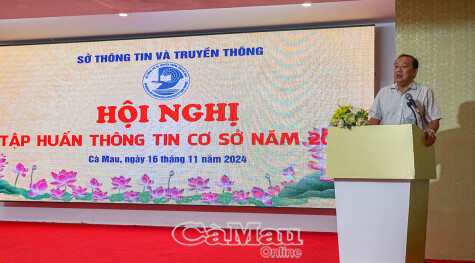 SỞ THÔNG TIN VÀ TRUYỀN THÔNG
HỘI NGHỊ
TẬP HUẤN THÔNG TIN CƠ SỞ NĂM 20
Cà Mau, ngày 16 tháng 11 năm 2024
CàMau
Online